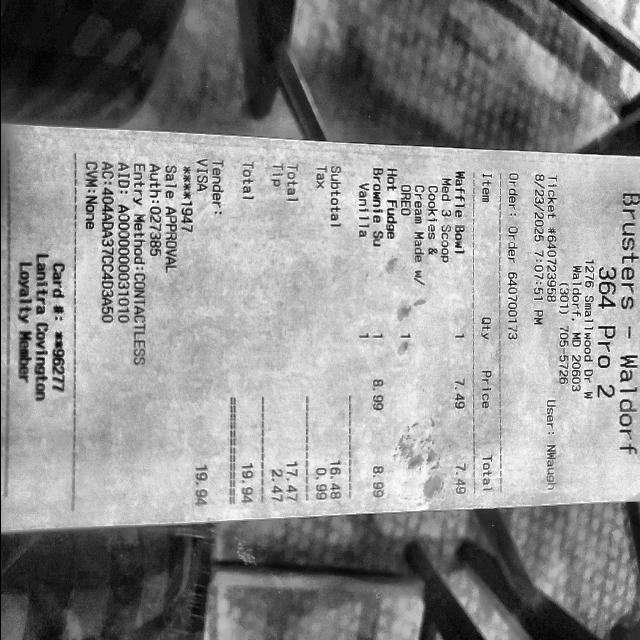 Brusters - Waldorf
364 Pro 2
1276 Smallwood Dr W
Waldorf, MD 20603
(301) 705-5726
Ticket #640723958 User: NWaugh
8/23/2025 7:07:51 PM
Order: Order 640700173
Item Qty Price Total
Waffle Bowl 1 7.49 7.49
Med 3 Scoop
Cookies &
Cream Made w/
OREO 1
Hot Fudge
Brownie Su 1 8.99 8.99
Vanilla 1
Subtotal 16.48
Tax 0.99
Total 17.47
Tip 2.47
Total 19.94
Tender:
VISA 19.94
****1947
Sale APPROVAL
Auth:027385
Entry Method:CONTACTLESS
AID: A0000000031010
AC:404A0A37CC4D3A50
CVM:None
Card #: **96277
Lanitra Covington
Loyalty Member